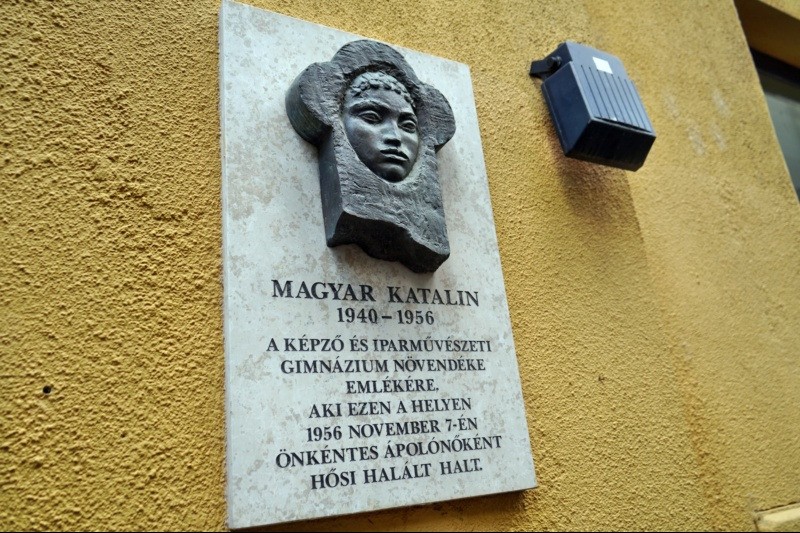 MAGYAR KATALIN
1940 – 1956
A KÉPZŐ ÉS IPARMŰVÉSZETI
GIMNÁZIUM NÖVENDÉKE
EMLÉKÉRE,
AKI EZEN A HELYEN
1956 NOVEMBER 7-ÉN
ÖNKÉNTES ÁPOLÓNŐKÉNT
HŐSI HALÁLT HALT.